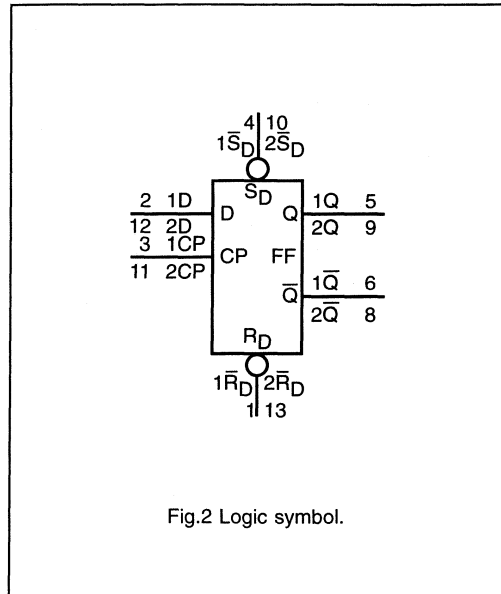 4 10
1S̅D 2S̅D
SD
2 1D D Q 1Q 5
12 2D 2Q 9
3 1CP CP FF
11 2CP
Q̅ 1Q̅ 6
2Q̅ 8
RD
1R̅D 2R̅D
1 13
Fig.2 Logic symbol.